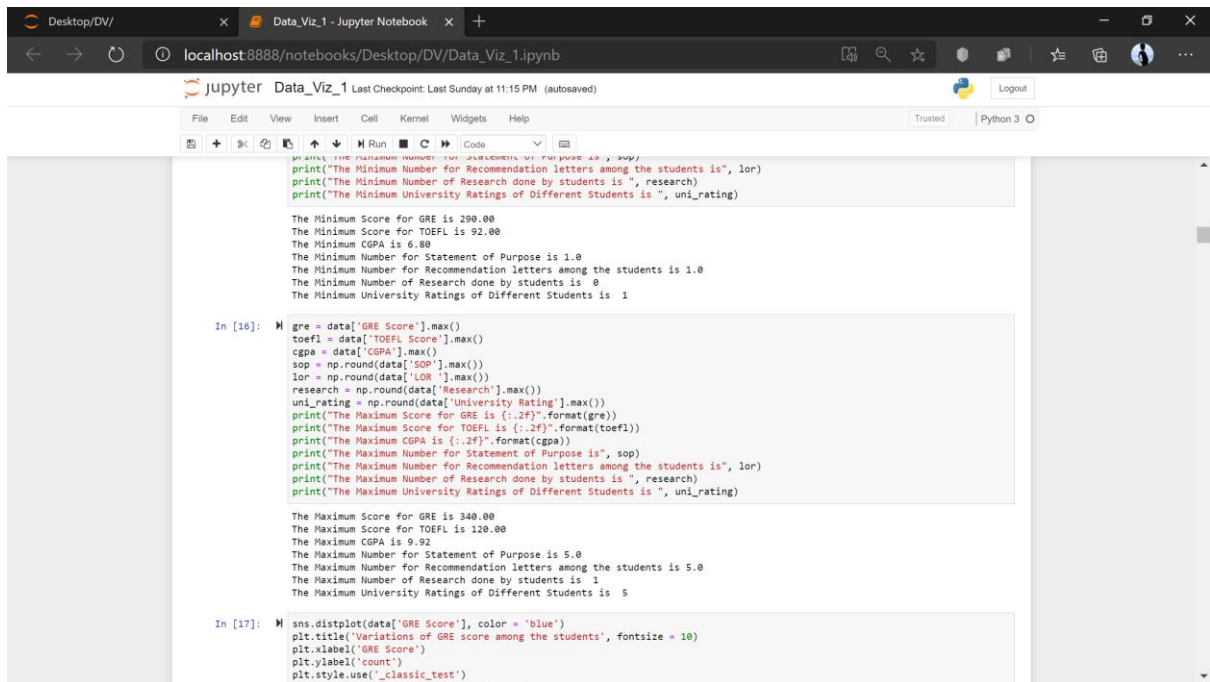 Desktop/DV/
Data_Viz_1 - Jupyter Notebook
localhost:8888/notebooks/Desktop/DV/Data_Viz_1.ipynb
jupyter Data_Viz_1 Last Checkpoint: Last Sunday at 11:15 PM (autosaved)
Logout
File Edit View Insert Cell Kernel Widgets Help
Trusted Python 3
Run Code
print("The Minimum Number for Statement of Purpose is", sop)
print("The Minimum Number for Recommendation letters among the students is", lor)
print("The Minimum Number of Research done by students is ", research)
print("The Minimum University Ratings of Different Students is ", uni_rating)
The Minimum Score for GRE is 290.00
The Minimum Score for TOEFL is 92.00
The Minimum CGPA is 6.80
The Minimum Number for Statement of Purpose is 1.0
The Minimum Number for Recommendation letters among the students is 1.0
The Minimum Number of Research done by students is  0
The Minimum University Ratings of Different Students is  1
In [16]:
gre = data['GRE Score'].max()
toefl = data['TOEFL Score'].max()
cgpa = data['CGPA'].max()
sop = np.round(data['SOP'].max())
lor = np.round(data['LOR '].max())
research = np.round(data['Research'].max())
uni_rating = np.round(data['University Rating'].max())
print("The Maximum Score for GRE is {:.2f}".format(gre))
print("The Maximum Score for TOEFL is {:.2f}".format(toefl))
print("The Maximum CGPA is {:.2f}".format(cgpa))
print("The Maximum Number for Statement of Purpose is", sop)
print("The Maximum Number for Recommendation letters among the students is", lor)
print("The Maximum Number of Research done by students is ", research)
print("The Maximum University Ratings of Different Students is ", uni_rating)
The Maximum Score for GRE is 340.00
The Maximum Score for TOEFL is 120.00
The Maximum CGPA is 9.92
The Maximum Number for Statement of Purpose is 5.0
The Maximum Number for Recommendation letters among the students is 5.0
The Maximum Number of Research done by students is  1
The Maximum University Ratings of Different Students is  5
In [17]:
sns.distplot(data['GRE Score'], color = 'blue')
plt.title('Variations of GRE score among the students', fontsize = 10)
plt.xlabel('GRE Score')
plt.ylabel('count')
plt.style.use('_classic_test')